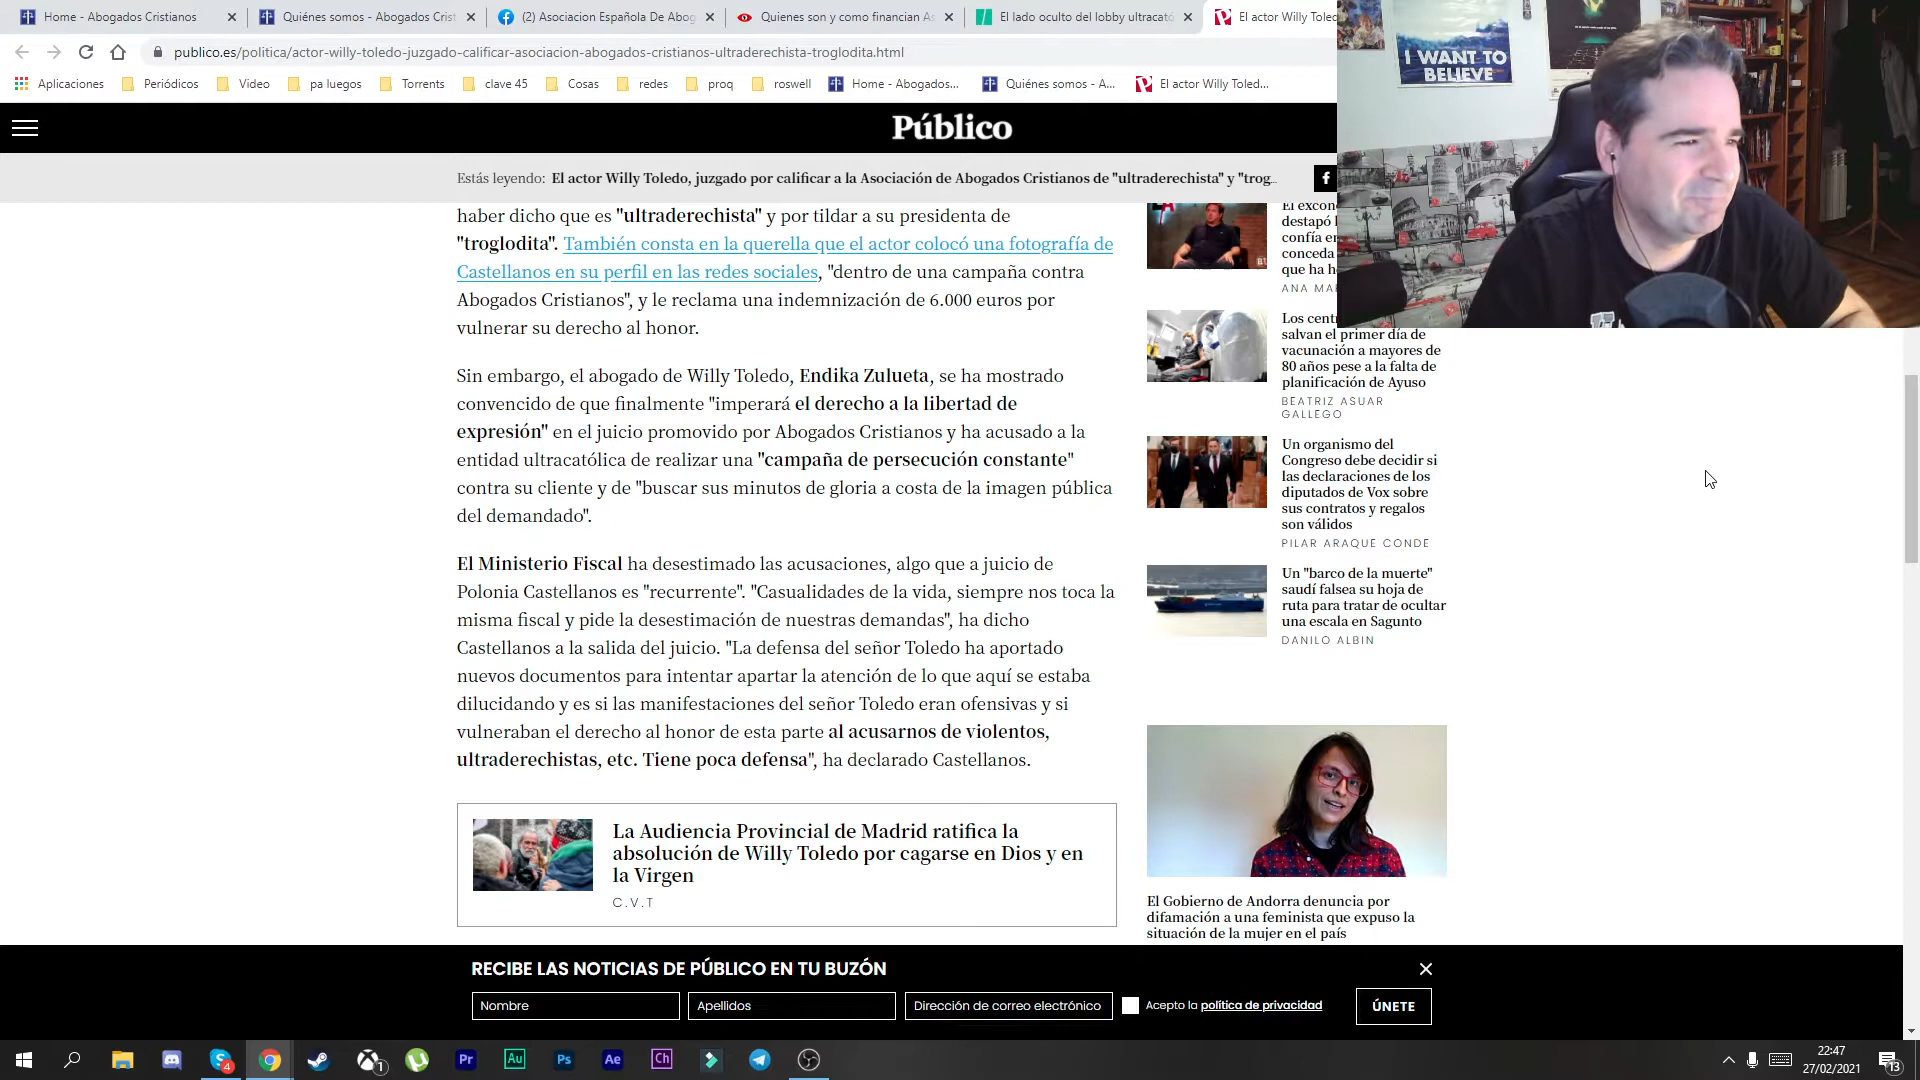 Home - Abogados Cristianos
Quiénes somos - Abogados Crist
(2) Asociacion Española De Abog
Quienes son y como financian As
El lado oculto del lobby ultracató
El actor Willy Toled
publico.es/politica/actor-willy-toledo-juzgado-calificar-asociacion-abogados-cristianos-ultraderechista-troglodita.html
Aplicaciones
Periódicos
Video
pa luegos
Torrents
clave 45
Cosas
redes
proq
roswell
Home - Abogados...
Quiénes somos - A...
El actor Willy Toled...
I WANT TO
BELIEVE
Público
Estás leyendo: El actor Willy Toledo, juzgado por calificar a la Asociación de Abogados Cristianos de "ultraderechista" y "trog...
haber dicho que es "ultraderechista" y por tildar a su presidenta de
"troglodita". También consta en la querella que el actor colocó una fotografía de
Castellanos en su perfil en las redes sociales, "dentro de una campaña contra
Abogados Cristianos", y le reclama una indemnización de 6.000 euros por
vulnerar su derecho al honor.
Sin embargo, el abogado de Willy Toledo, Endika Zulueta, se ha mostrado
convencido de que finalmente "imperará el derecho a la libertad de
expresión" en el juicio promovido por Abogados Cristianos y ha acusado a la
entidad ultracatólica de realizar una "campaña de persecución constante"
contra su cliente y de "buscar sus minutos de gloria a costa de la imagen pública
del demandado".
El Ministerio Fiscal ha desestimado las acusaciones, algo que a juicio de
Polonia Castellanos es "recurrente". "Casualidades de la vida, siempre nos toca la
misma fiscal y pide la desestimación de nuestras demandas", ha dicho
Castellanos a la salida del juicio. "La defensa del señor Toledo ha aportado
nuevos documentos para intentar apartar la atención de lo que aquí se estaba
dilucidando y es si las manifestaciones del señor Toledo eran ofensivas y si
vulneraban el derecho al honor de esta parte al acusarnos de violentos,
ultraderechistas, etc. Tiene poca defensa", ha declarado Castellanos.
La Audiencia Provincial de Madrid ratifica la
absolución de Willy Toledo por cagarse en Dios y en
la Virgen
C.V.T
El exconc
destapó l
confía en
conceda
que ha h
ANA MAR
Los centr
salvan el primer día de
vacunación a mayores de
80 años pese a la falta de
planificación de Ayuso
BEATRIZ ASUAR
GALLEGO
Un organismo del
Congreso debe decidir si
las declaraciones de los
diputados de Vox sobre
sus contratos y regalos
son válidos
PILAR ARAQUE CONDE
Un "barco de la muerte"
saudí falsea su hoja de
ruta para tratar de ocultar
una escala en Sagunto
DANILO ALBIN
El Gobierno de Andorra denuncia por
difamación a una feminista que expuso la
situación de la mujer en el país
RECIBE LAS NOTICIAS DE PÚBLICO EN TU BUZÓN
Nombre
Apellidos
Dirección de correo electrónico
Acepto la política de privacidad
ÚNETE
4
1
Pr
Au
Ps
Ae
Ch
22:47
27/02/2021
13